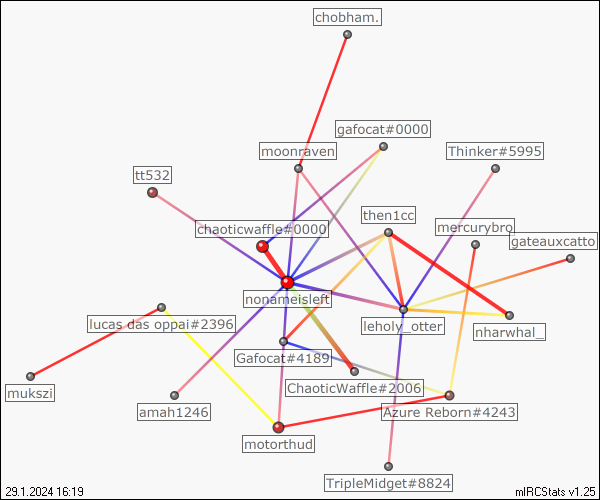 chobham.
gafocat#0000
moonraven
Thinker#5995
tt532
then1cc
chaoticwaffle#0000
mercurybro
gateauxcatto
nonameisleft
lucas das oppai#2396
leholy_otter
nharwhal_
Gafocat#4189
mukszi
ChaoticWaffle#2006
amah1246
Azure Reborn#4243
motorthud
TripleMidget#8824
29.1.2024 16:19
mIRCStats v1.25